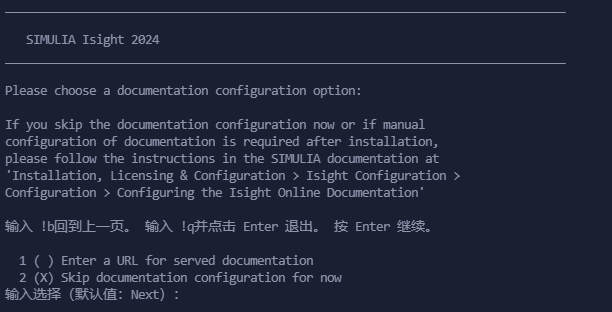 SIMULIA Isight 2024
Please choose a documentation configuration option:
If you skip the documentation configuration now or if manual
configuration of documentation is required after installation,
please follow the instructions in the SIMULIA documentation at
'Installation, Licensing & Configuration > Isight Configuration >
Configuration > Configuring the Isight Online Documentation'
输入 !b回到上一页。 输入 !q并点击 Enter 退出。 按 Enter 继续。
1 ( ) Enter a URL for served documentation
2 (X) Skip documentation configuration for now
输入选择 (默认值: Next) :